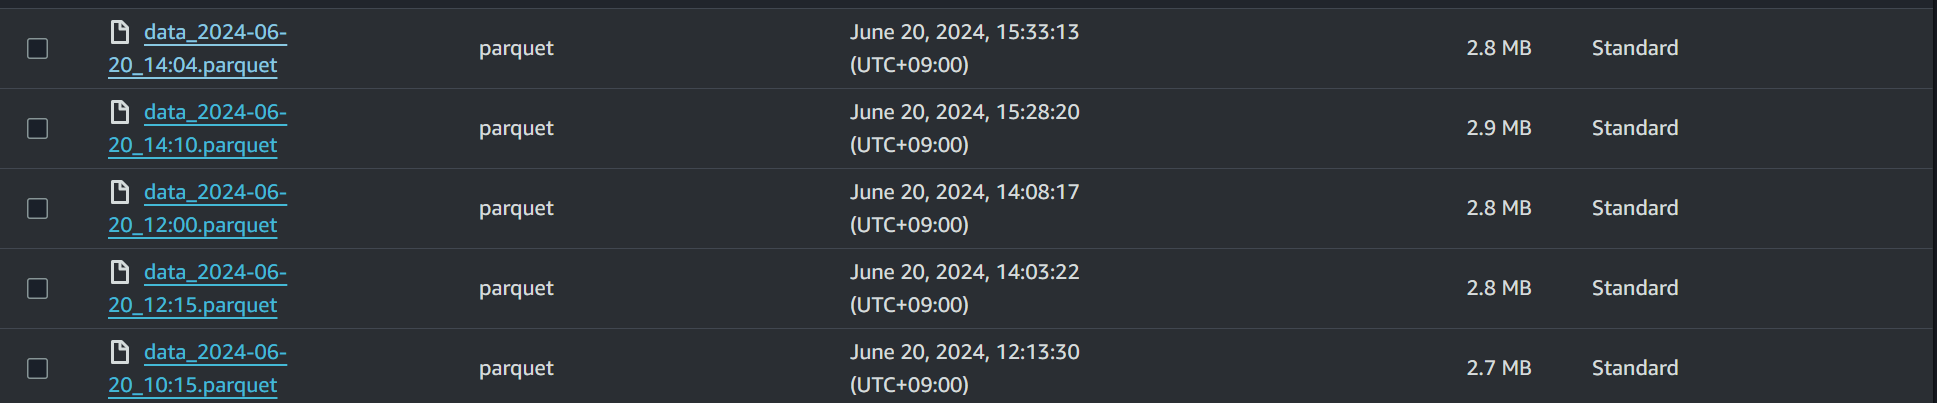 data_2024-06-
20_14:04.parquet
parquet
June 20, 2024, 15:33:13
(UTC+09:00)
2.8 MB
Standard
data_2024-06-
20_14:10.parquet
parquet
June 20, 2024, 15:28:20
(UTC+09:00)
2.9 MB
Standard
data_2024-06-
20_12:00.parquet
parquet
June 20, 2024, 14:08:17
(UTC+09:00)
2.8 MB
Standard
data_2024-06-
20_12:15.parquet
parquet
June 20, 2024, 14:03:22
(UTC+09:00)
2.8 MB
Standard
data_2024-06-
20_10:15.parquet
parquet
June 20, 2024, 12:13:30
(UTC+09:00)
2.7 MB
Standard